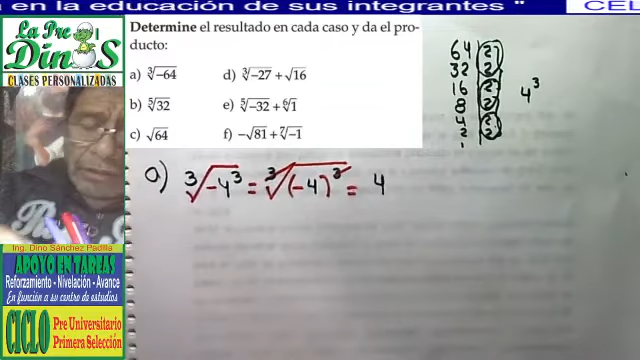 n en la educación de sus integrantes " CEL
La Pre
DinoS
CLASES PERSONALIZADAS
Determine el resultado en cada caso y da el pro-
ducto:
a) ∛-64 d) ∛-27 + √16
b) ⁵√32 e) ⁵√-32 + ⁶√1
c) √64 f) -√81 + ⁷√-1
64 2
32 2
16 2
8 2
4 2
2 2
1
4³
a) ∛-4³ = ∛(-4)³ = 4
Ing. Dino Sánchez Padilla
APOYO EN TAREAS
Reforzamiento - Nivelación - Avance
En función a su centro de estudios
CICLO
Pre Universitario
Primera Selección